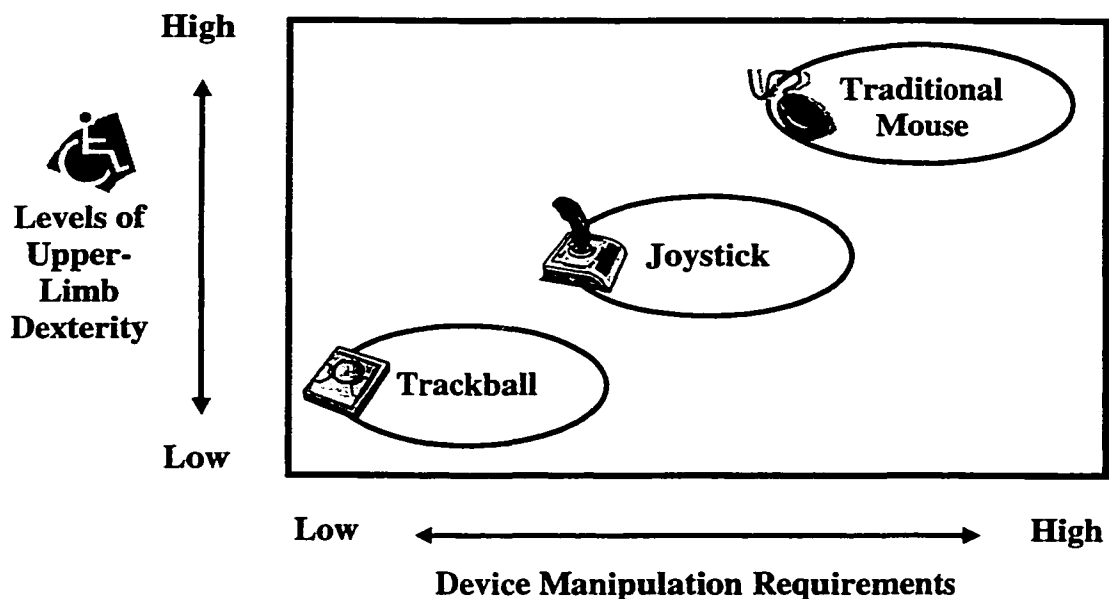 High
Levels of
Upper-
Limb
Dexterity
Low
Traditional
Mouse
Joystick
Trackball
Low
High
Device Manipulation Requirements